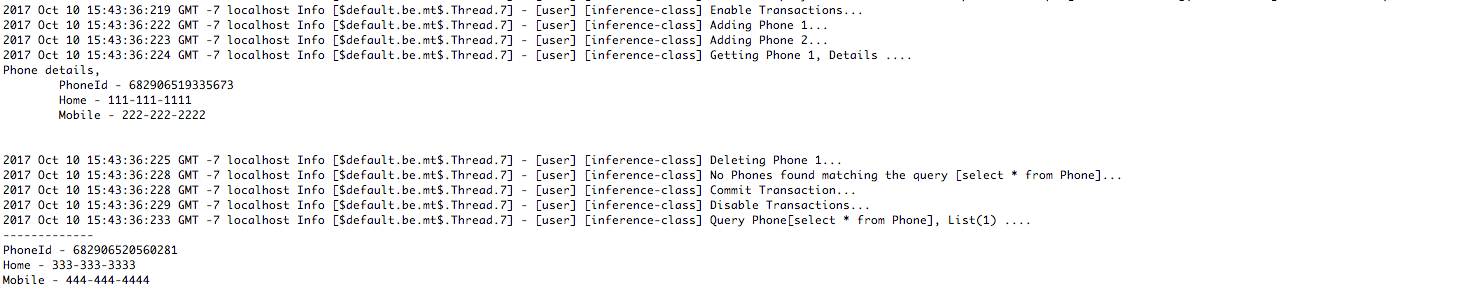 2017 Oct 10 15:43:36:219 GMT -7 localhost Info [$default.be.mt$.Thread.7] - [user] [inference-class] Enable Transactions...
2017 Oct 10 15:43:36:222 GMT -7 localhost Info [$default.be.mt$.Thread.7] - [user] [inference-class] Adding Phone 1...
2017 Oct 10 15:43:36:223 GMT -7 localhost Info [$default.be.mt$.Thread.7] - [user] [inference-class] Adding Phone 2...
2017 Oct 10 15:43:36:224 GMT -7 localhost Info [$default.be.mt$.Thread.7] - [user] [inference-class] Getting Phone 1, Details ....
Phone details,
PhoneId - 682906519335673
Home - 111-111-1111
Mobile - 222-222-2222
2017 Oct 10 15:43:36:225 GMT -7 localhost Info [$default.be.mt$.Thread.7] - [user] [inference-class] Deleting Phone 1...
2017 Oct 10 15:43:36:228 GMT -7 localhost Info [$default.be.mt$.Thread.7] - [user] [inference-class] No Phones found matching the query [select * from Phone]...
2017 Oct 10 15:43:36:228 GMT -7 localhost Info [$default.be.mt$.Thread.7] - [user] [inference-class] Commit Transaction...
2017 Oct 10 15:43:36:229 GMT -7 localhost Info [$default.be.mt$.Thread.7] - [user] [inference-class] Disable Transactions...
2017 Oct 10 15:43:36:233 GMT -7 localhost Info [$default.be.mt$.Thread.7] - [user] [inference-class] Query Phone[select * from Phone], List(1) ....
-------------
PhoneId - 682906520560281
Home - 333-333-3333
Mobile - 444-444-4444